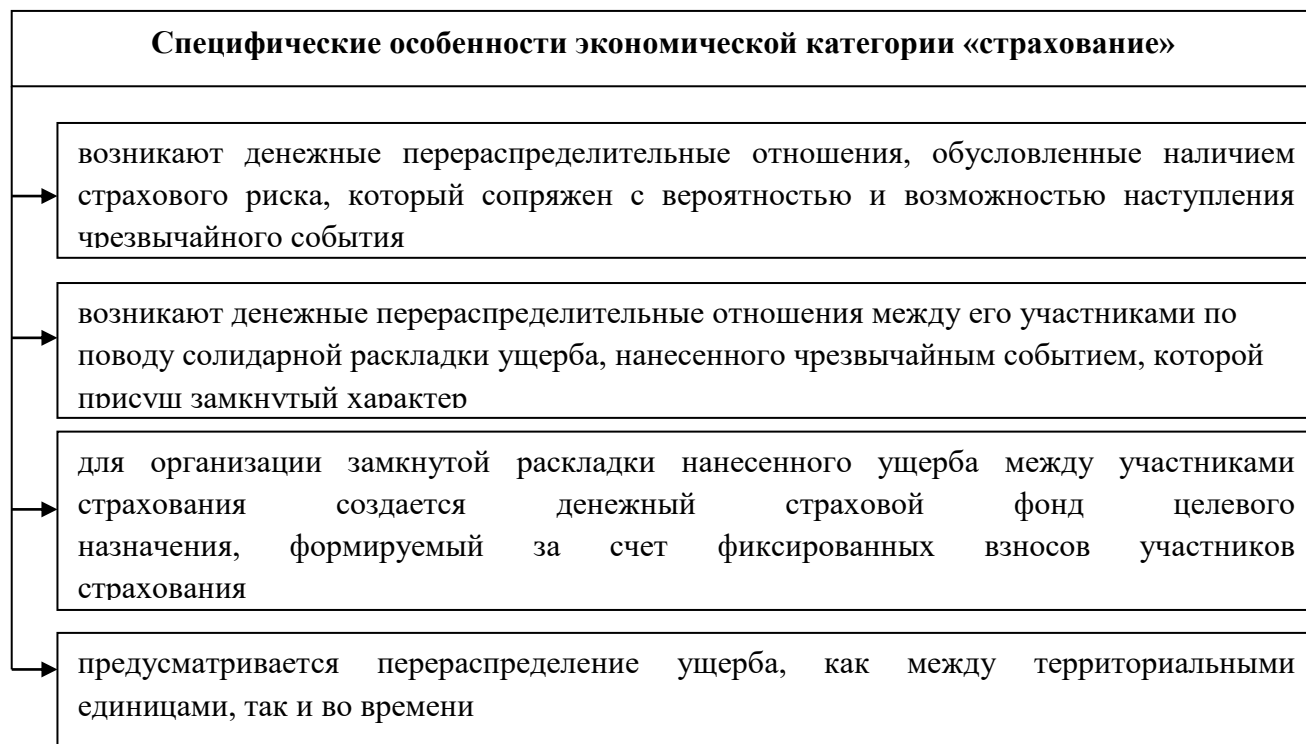 Специфические особенности экономической категории «страхование»
возникают денежные перераспределительные отношения, обусловленные наличием
страхового риска, который сопряжен с вероятностью и возможностью наступления
чрезвычайного события
возникают денежные перераспределительные отношения между его участниками по
поводу солидарной раскладки ущерба, нанесенного чрезвычайным событием, которой
присущ замкнутый характер
для организации замкнутой раскладки нанесенного ущерба между участниками
страхования создается денежный страховой фонд целевого
назначения, формируемый за счет фиксированных взносов участников
страхования
предусматривается перераспределение ущерба, как между территориальными
единицами, так и во времени